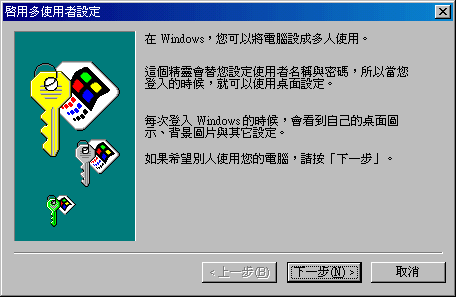 啓用多使用者設定
在 Windows，您可以將電腦設成多人使用。
這個精靈會替您設定使用者名稱與密碼，所以當您
登入的時候，就可以使用桌面設定。
每次登入 Windows 的時候，會看到自己的桌面圖
示、背景圖片與其它設定。
如果希望別人使用您的電腦，請按「下一步」。
< 上一步(B)
下一步(N) >
取消